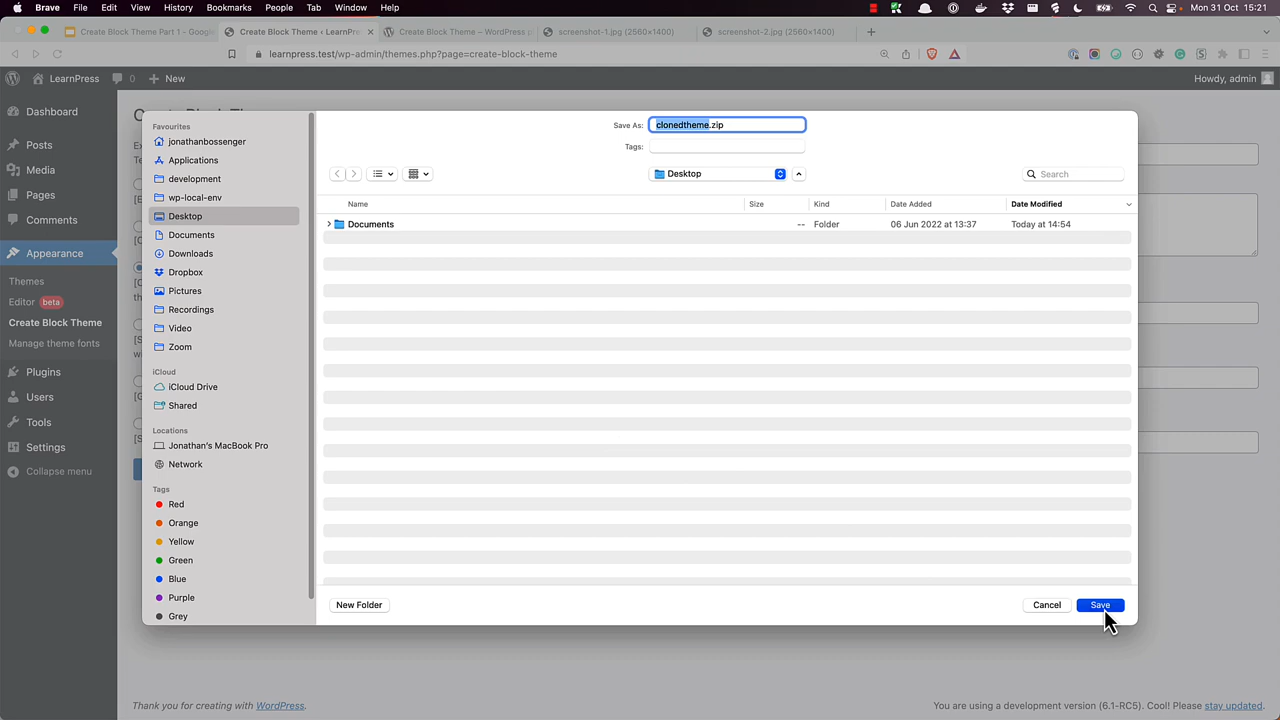 Brave File Edit View History Bookmarks People Tab Window Help Mon 31 Oct 15:21
Create Block Theme Part 1 - Googl
Create Block Theme ‹ LearnPres
Create Block Theme – WordPress p
screenshot-1.jpg (2560×1400)
screenshot-2.jpg (2560×1400)
learnpress.test/wp-admin/themes.php?page=create-block-theme
LearnPress 0 New Howdy, admin
Dashboard
Posts
Media
Pages
Comments
Appearance
Themes
Editor beta
Create Block Theme
Manage theme fonts
Plugins
Users
Tools
Settings
Collapse menu
Favourites
jonathanbossenger
Applications
development
wp-local-env
Desktop
Documents
Downloads
Dropbox
Pictures
Recordings
Video
Zoom
iCloud
iCloud Drive
Shared
Locations
Jonathan's MacBook Pro
Network
Tags
Red
Orange
Yellow
Green
Blue
Purple
Grey
Save As: clonedtheme.zip
Tags:
Desktop
Search
Name Size Kind Date Added Date Modified
Documents -- Folder 06 Jun 2022 at 13:37 Today at 14:54
New Folder Cancel Save
Thank you for creating with WordPress.
You are using a development version (6.1-RC5). Cool! Please stay updated.